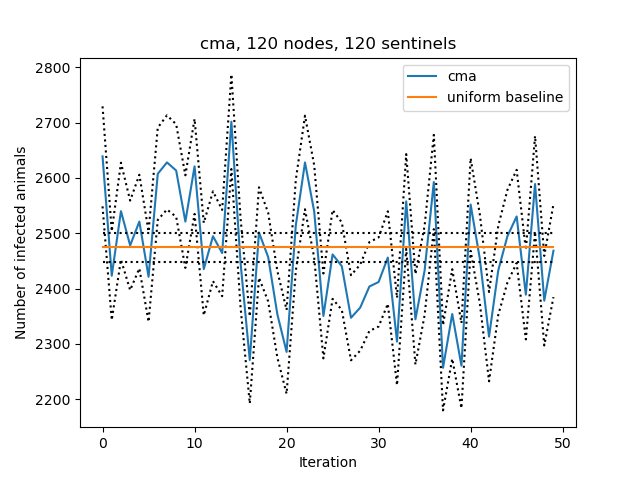 cma, 120 nodes, 120 sentinels
cma
uniform baseline
Number of infected animals
2800
2700
2600
2500
2400
2300
2200
0 10 20 30 40 50
Iteration